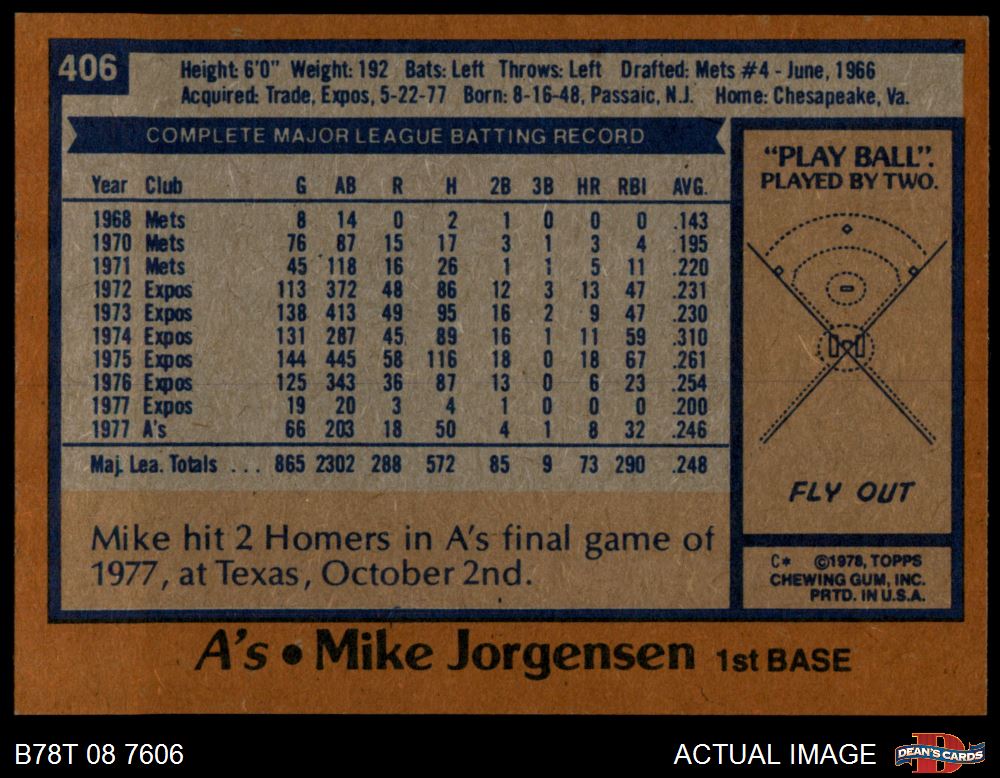 406
Height: 6'0" Weight: 192 Bats: Left Throws: Left Drafted: Mets #4 - June, 1966
Acquired: Trade, Expos, 5-22-77 Born: 8-16-48, Passaic, N.J. Home: Chesapeake, Va.
COMPLETE MAJOR LEAGUE BATTING RECORD
Year Club G AB R H 2B 3B HR RBI AVG.
1968 Mets 8 14 0 2 1 0 0 0 .143
1970 Mets 76 87 15 17 3 1 3 4 .195
1971 Mets 45 118 16 26 1 1 5 11 .220
1972 Expos 113 372 48 86 12 3 13 47 .231
1973 Expos 138 413 49 95 16 2 9 47 .230
1974 Expos 131 287 45 89 16 1 11 59 .310
1975 Expos 144 445 58 116 18 0 18 67 .261
1976 Expos 125 343 36 87 13 0 6 23 .254
1977 Expos 19 20 3 4 1 0 0 0 .200
1977 A's 66 203 18 50 4 1 8 32 .246
Maj. Lea. Totals ... 865 2302 288 572 85 9 73 290 .248
Mike hit 2 Homers in A's final game of
1977, at Texas, October 2nd.
"PLAY BALL".
PLAYED BY TWO.
FLY OUT
C* ©1978, TOPPS
CHEWING GUM, INC.
PRTD. IN U.S.A.
A's • Mike Jorgensen 1st BASE
B78T 08 7606
ACTUAL IMAGE
DEAN'S CARDS